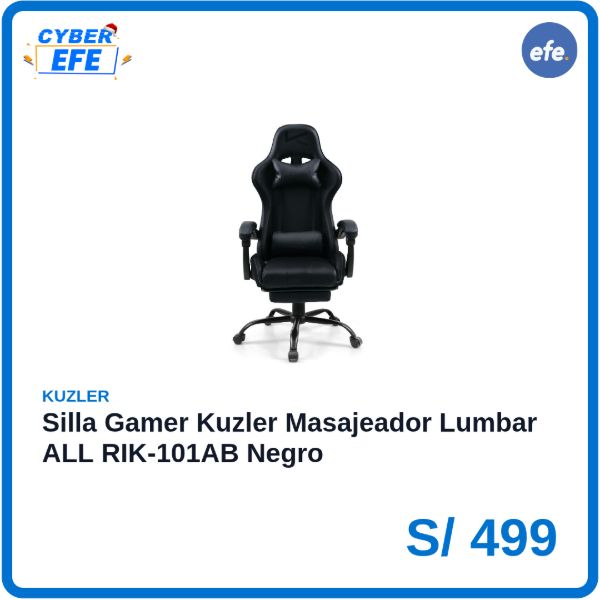 CYBER
EFE
efe.
KUZLER
Silla Gamer Kuzler Masajeador Lumbar
ALL RIK-101AB Negro
S/ 499